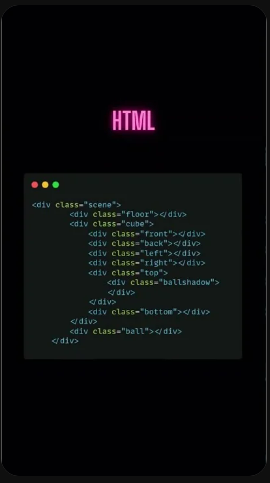 HTML
<div class="scene">
<div class="floor"></div>
<div class="cube">
<div class="front"></div>
<div class="back"></div>
<div class="left"></div>
<div class="right"></div>
<div class="top">
<div class="ballshadow">
</div>
</div>
<div class="bottom"></div>
</div>
<div class="ball"></div>
</div>